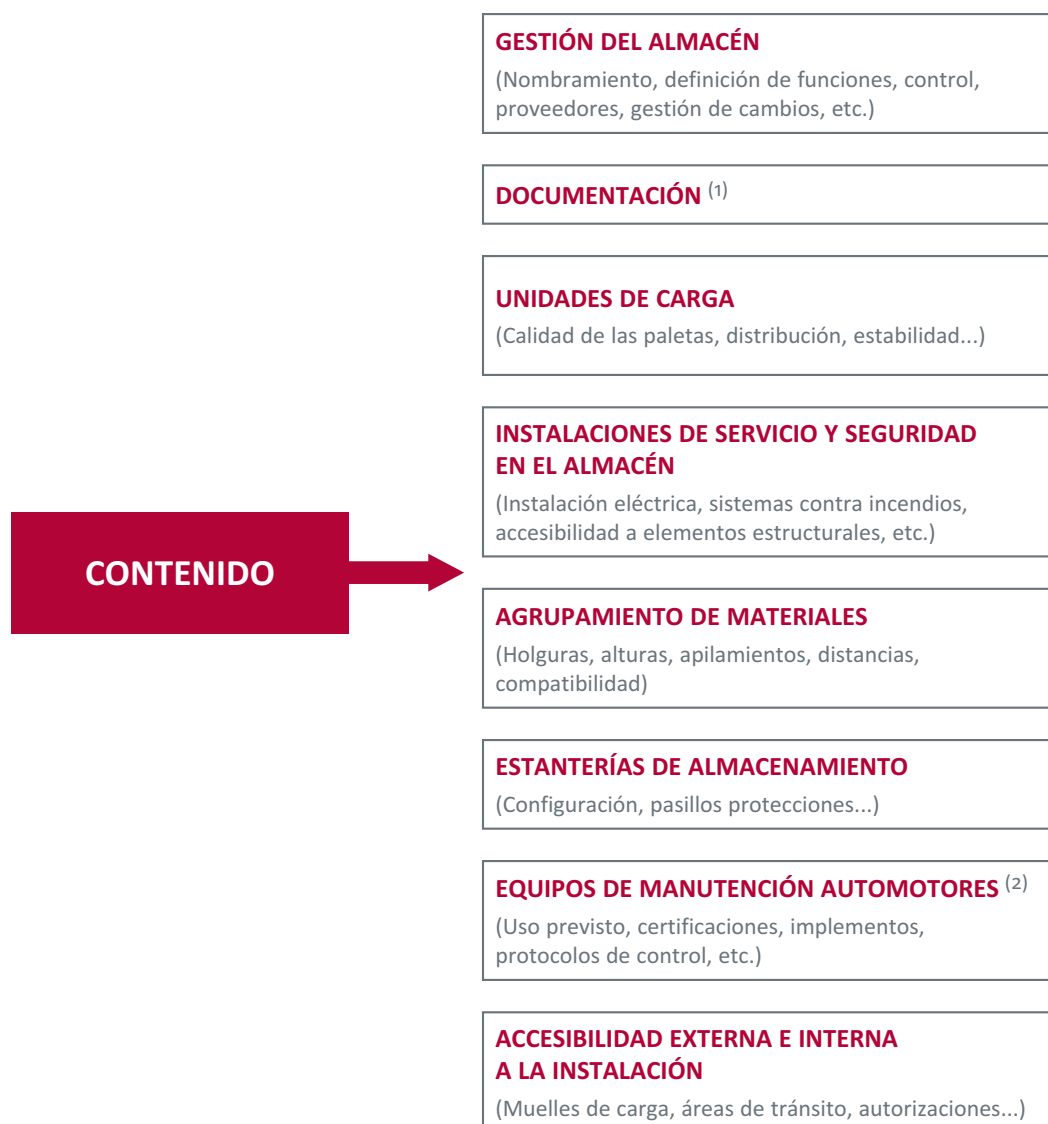 GESTIÓN DEL ALMACÉN
(Nombramiento, definición de funciones, control,
proveedores, gestión de cambios, etc.)
DOCUMENTACIÓN (1)
UNIDADES DE CARGA
(Calidad de las paletas, distribución, estabilidad...)
INSTALACIONES DE SERVICIO Y SEGURIDAD
EN EL ALMACÉN
(Instalación eléctrica, sistemas contra incendios,
accesibilidad a elementos estructurales, etc.)
CONTENIDO
AGRUPAMIENTO DE MATERIALES
(Holguras, alturas, apilamientos, distancias,
compatibilidad)
ESTANTERÍAS DE ALMACENAMIENTO
(Configuración, pasillos protecciones...)
EQUIPOS DE MANUTENCIÓN AUTOMOTORES (2)
(Uso previsto, certificaciones, implementos,
protocolos de control, etc.)
ACCESIBILIDAD EXTERNA E INTERNA
A LA INSTALACIÓN
(Muelles de carga, áreas de tránsito, autorizaciones...)